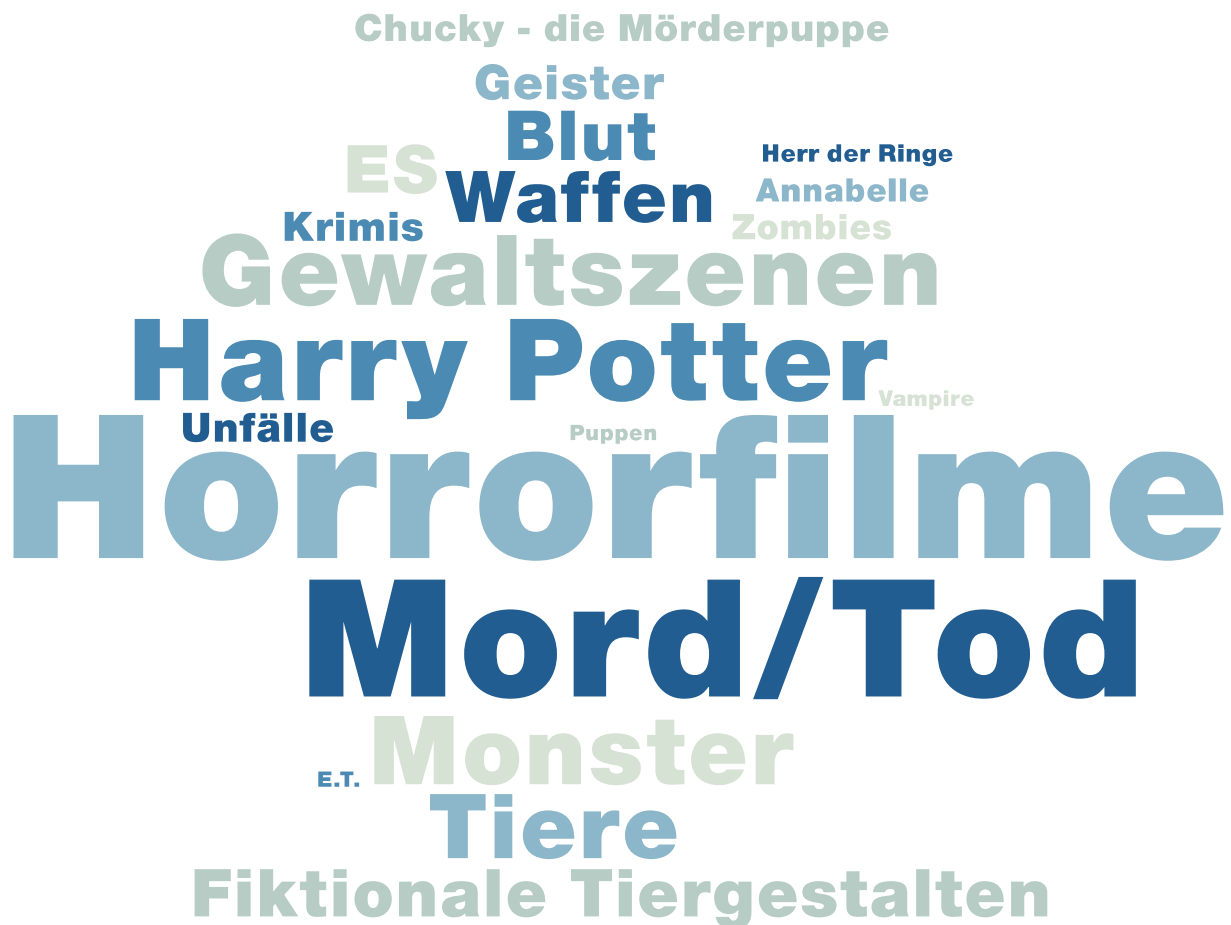 Chucky - die Mörderpuppe
Geister
Blut
ES
Herr der Ringe
Waffen
Annabelle
Krimis
Zombies
Gewaltszenen
Harry Potter
Vampire
Unfälle
Puppen
Horrorfilme
Mord/Tod
Monster
E.T.
Tiere
Fiktionale Tiergestalten